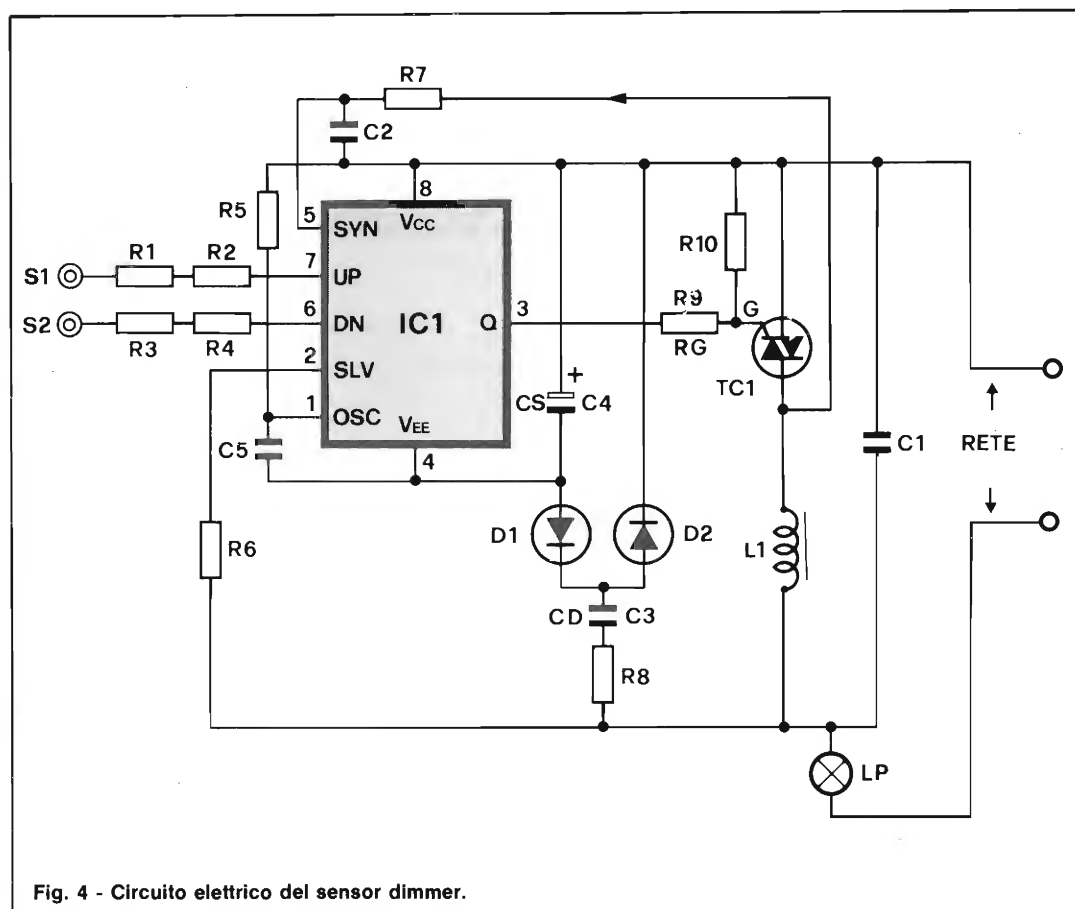 R7
C2
8
R5
5
SYN
VCC
R10
S1
R1
R2
7
UP
R9
G
S2
6
DN
IC1
Q
3
R3
R4
RG
TC1
2
SLV
+
1
OSC
CS
C4
C1
RETE
C5
VEE
4
D1
D2
L1
R6
CD
C3
R8
LP
Fig. 4 - Circuito elettrico del sensor dimmer.